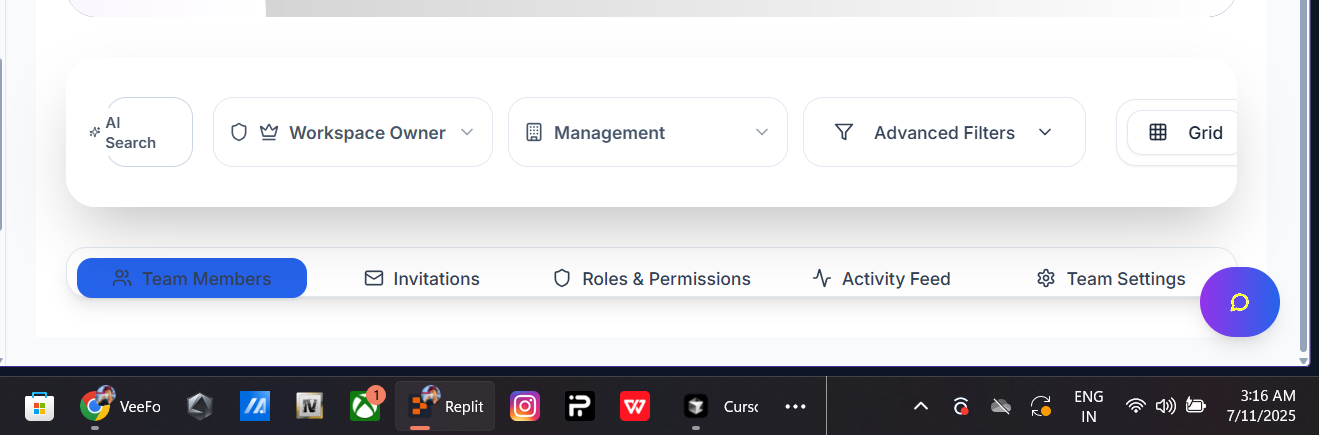 AI
Search
Workspace Owner
Management
Advanced Filters
Grid
Team Members
Invitations
Roles & Permissions
Activity Feed
Team Settings
VeeFo
1
Replit
Curso
ENG
IN
3:16 AM
7/11/2025